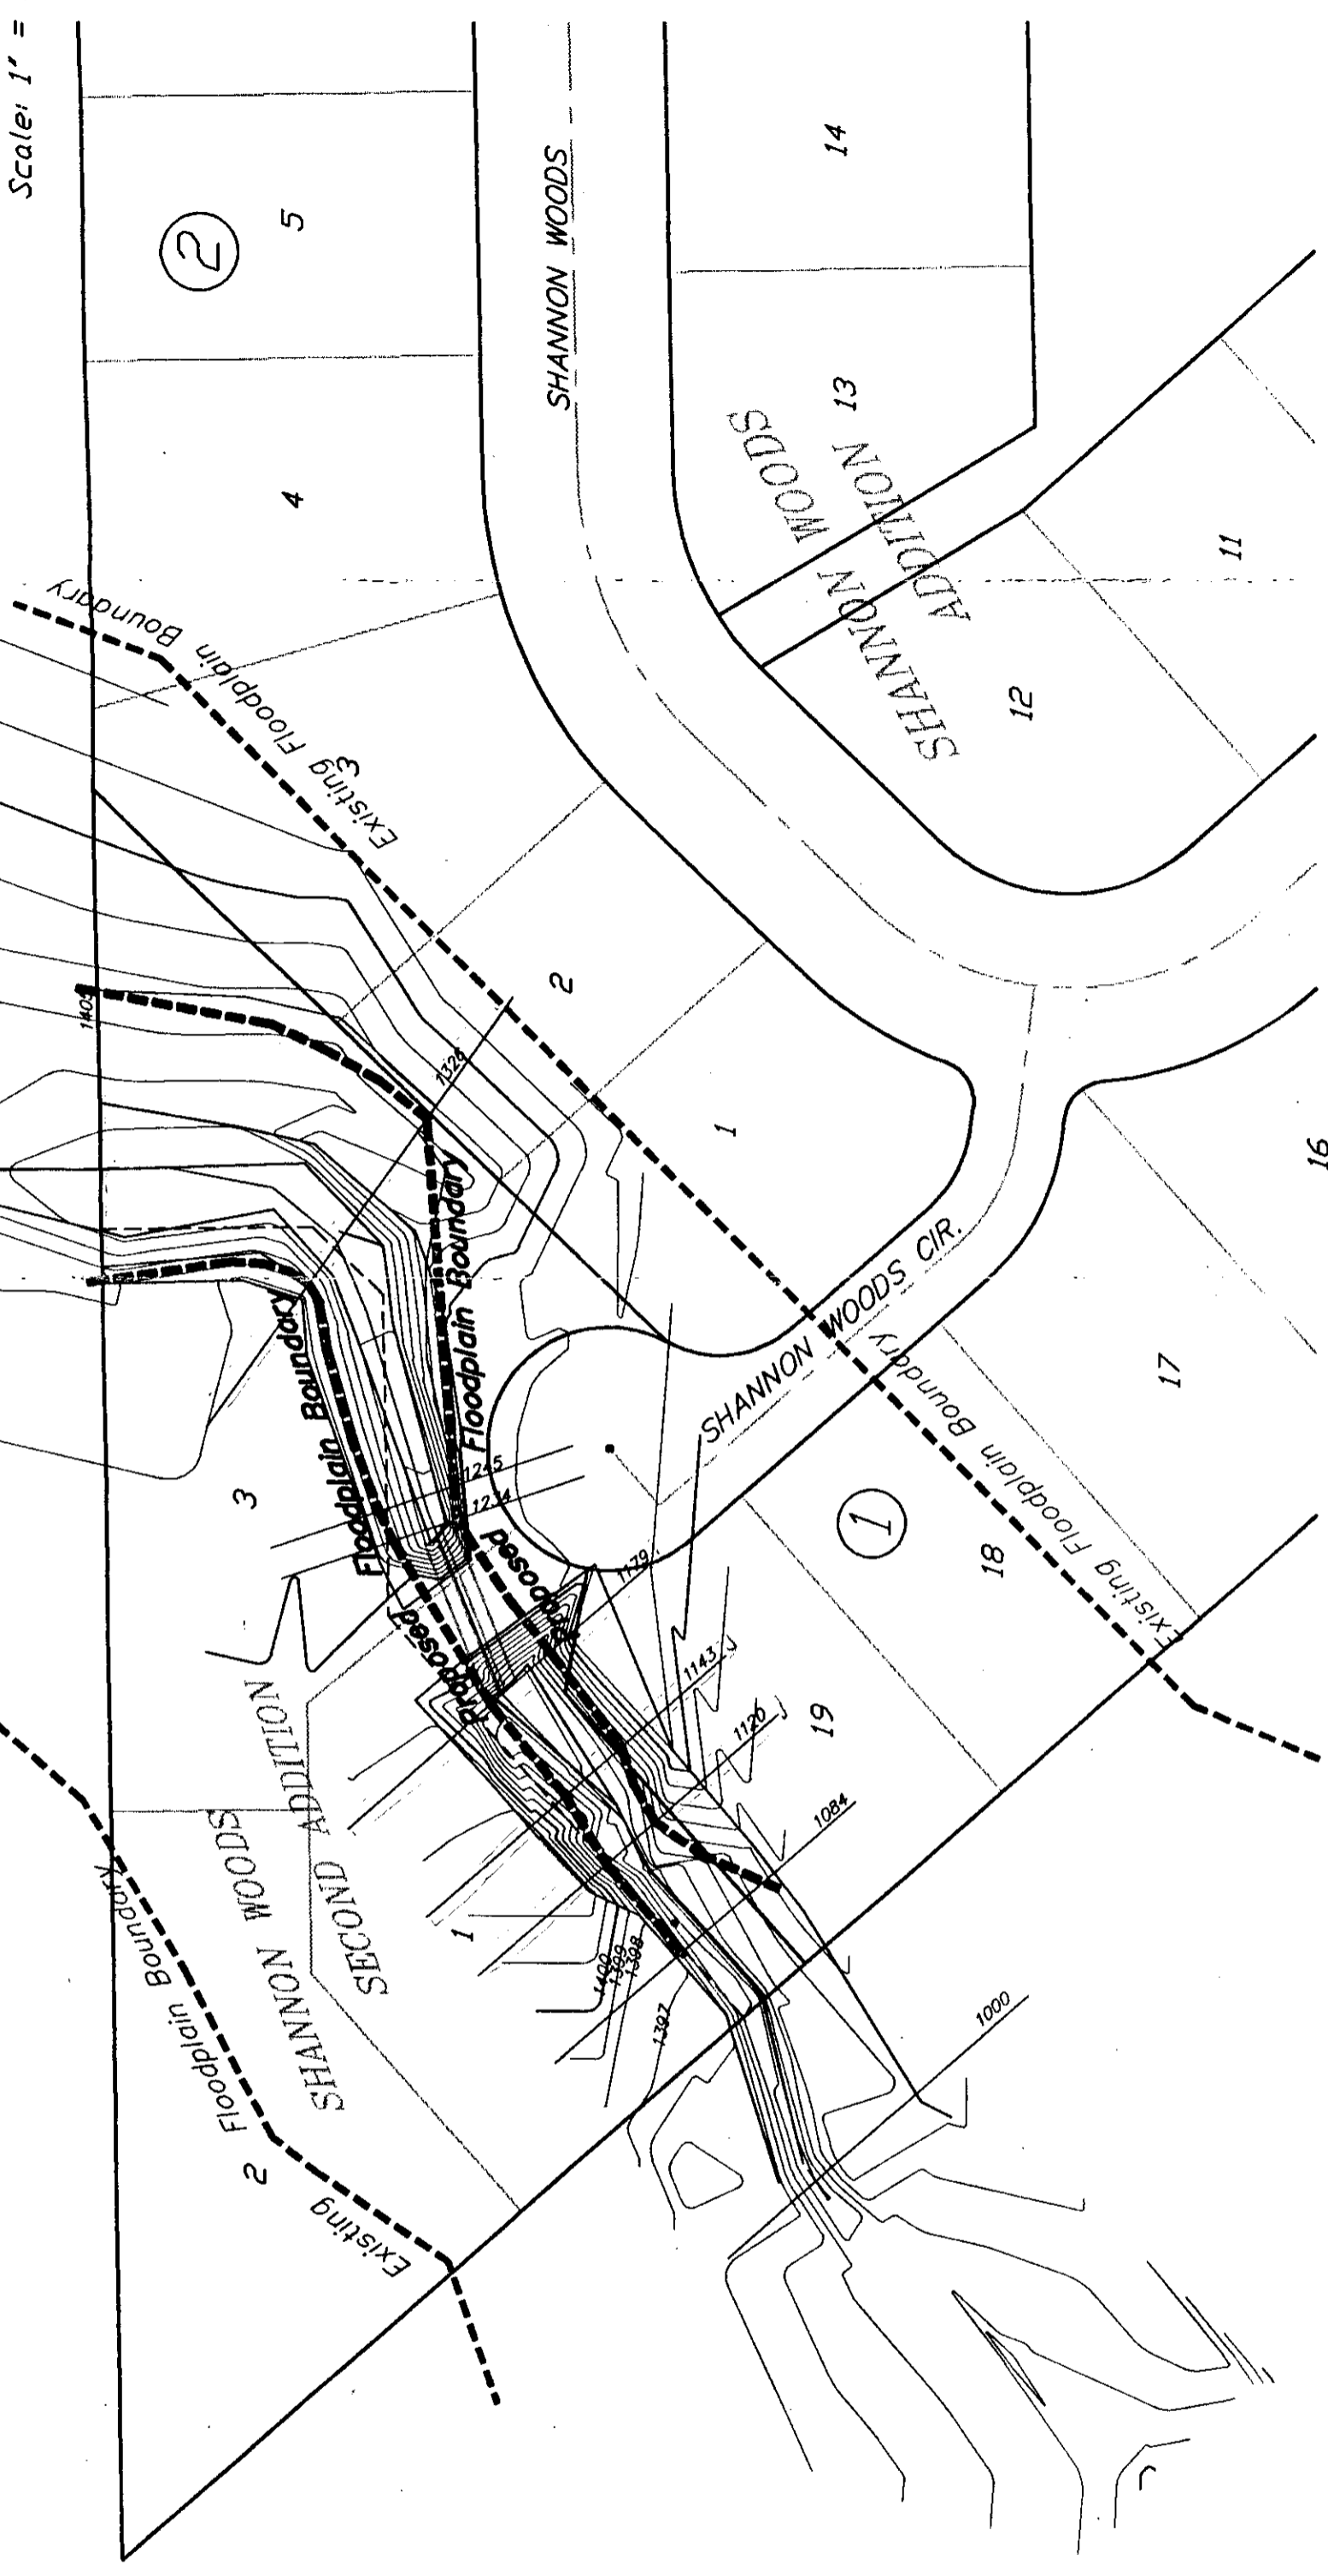 Scale: 1" =
14
5
2
SHANNON WOODS
13
SHANNON WOODS
ADDITION
4
11
12
Existing Floodplain Boundary
3
2
1405
1326
1
16
SHANNON WOODS CIR.
17
Proposed Floodplain Boundary
Proposed Floodplain Boundary
3
1245
1234
1
18
Existing Floodplain Boundary
1179
1143
1126
19
1084
SHANNON WOODS
SECOND ADDITION
1
1400
1399
1398
1397
1000
Existing Floodplain Boundary
2